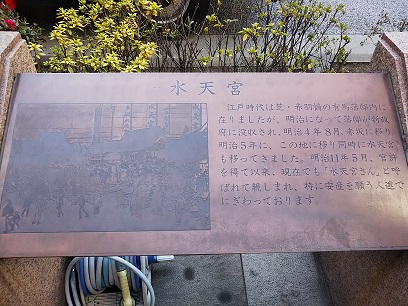 水天宮
江戸時代は芝・赤羽橋の有馬藩邸内に
在りましたが、明治になって藩邸が新政
府に没収され、明治4年8月、赤坂に移り
明治5年に、この地に移り同時に水天宮
も移ってきました。明治11年5月、官許
を得て以来、現在でも「水天宮さん」と呼
ばれて親しまれ、特に安産を願う人達で
にぎわっております。